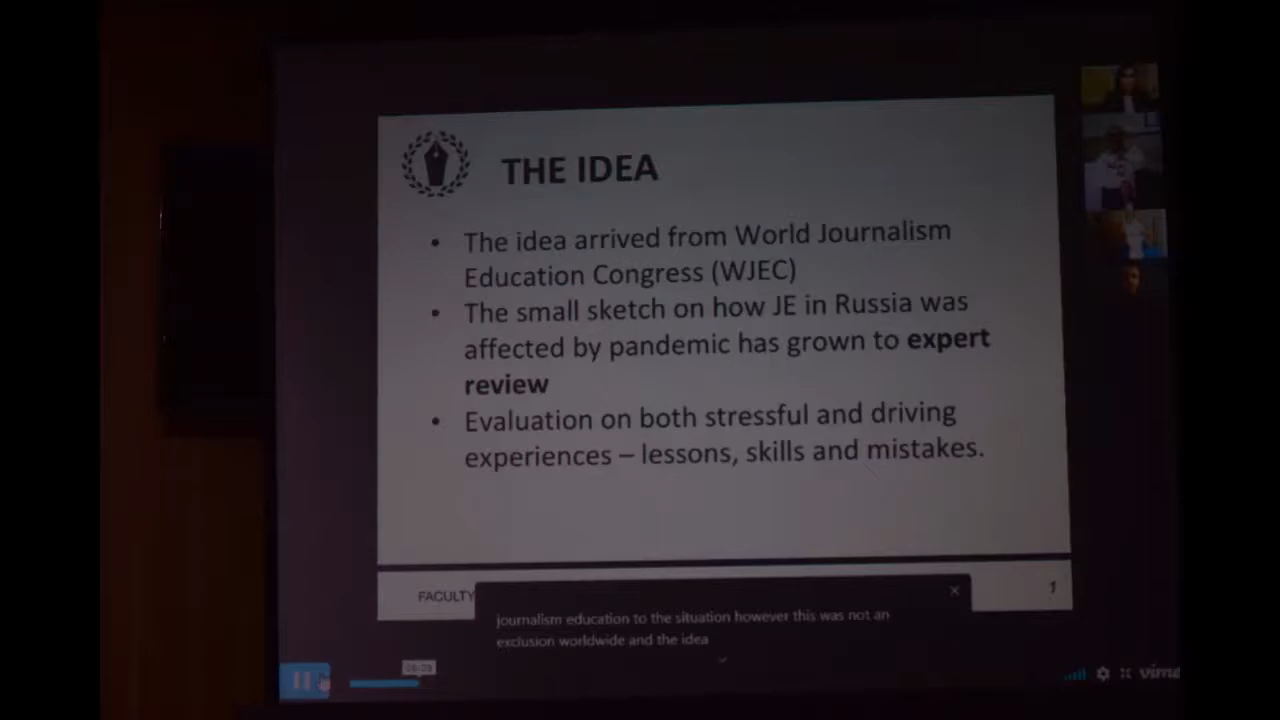 THE IDEA
• The idea arrived from World Journalism
Education Congress (WJEC)
• The small sketch on how JE in Russia was
affected by pandemic has grown to expert
review
• Evaluation on both stressful and driving
experiences – lessons, skills and mistakes.
FACULTY
1
journalism education to the situation however this was not an
exclusion worldwide and the idea
vime